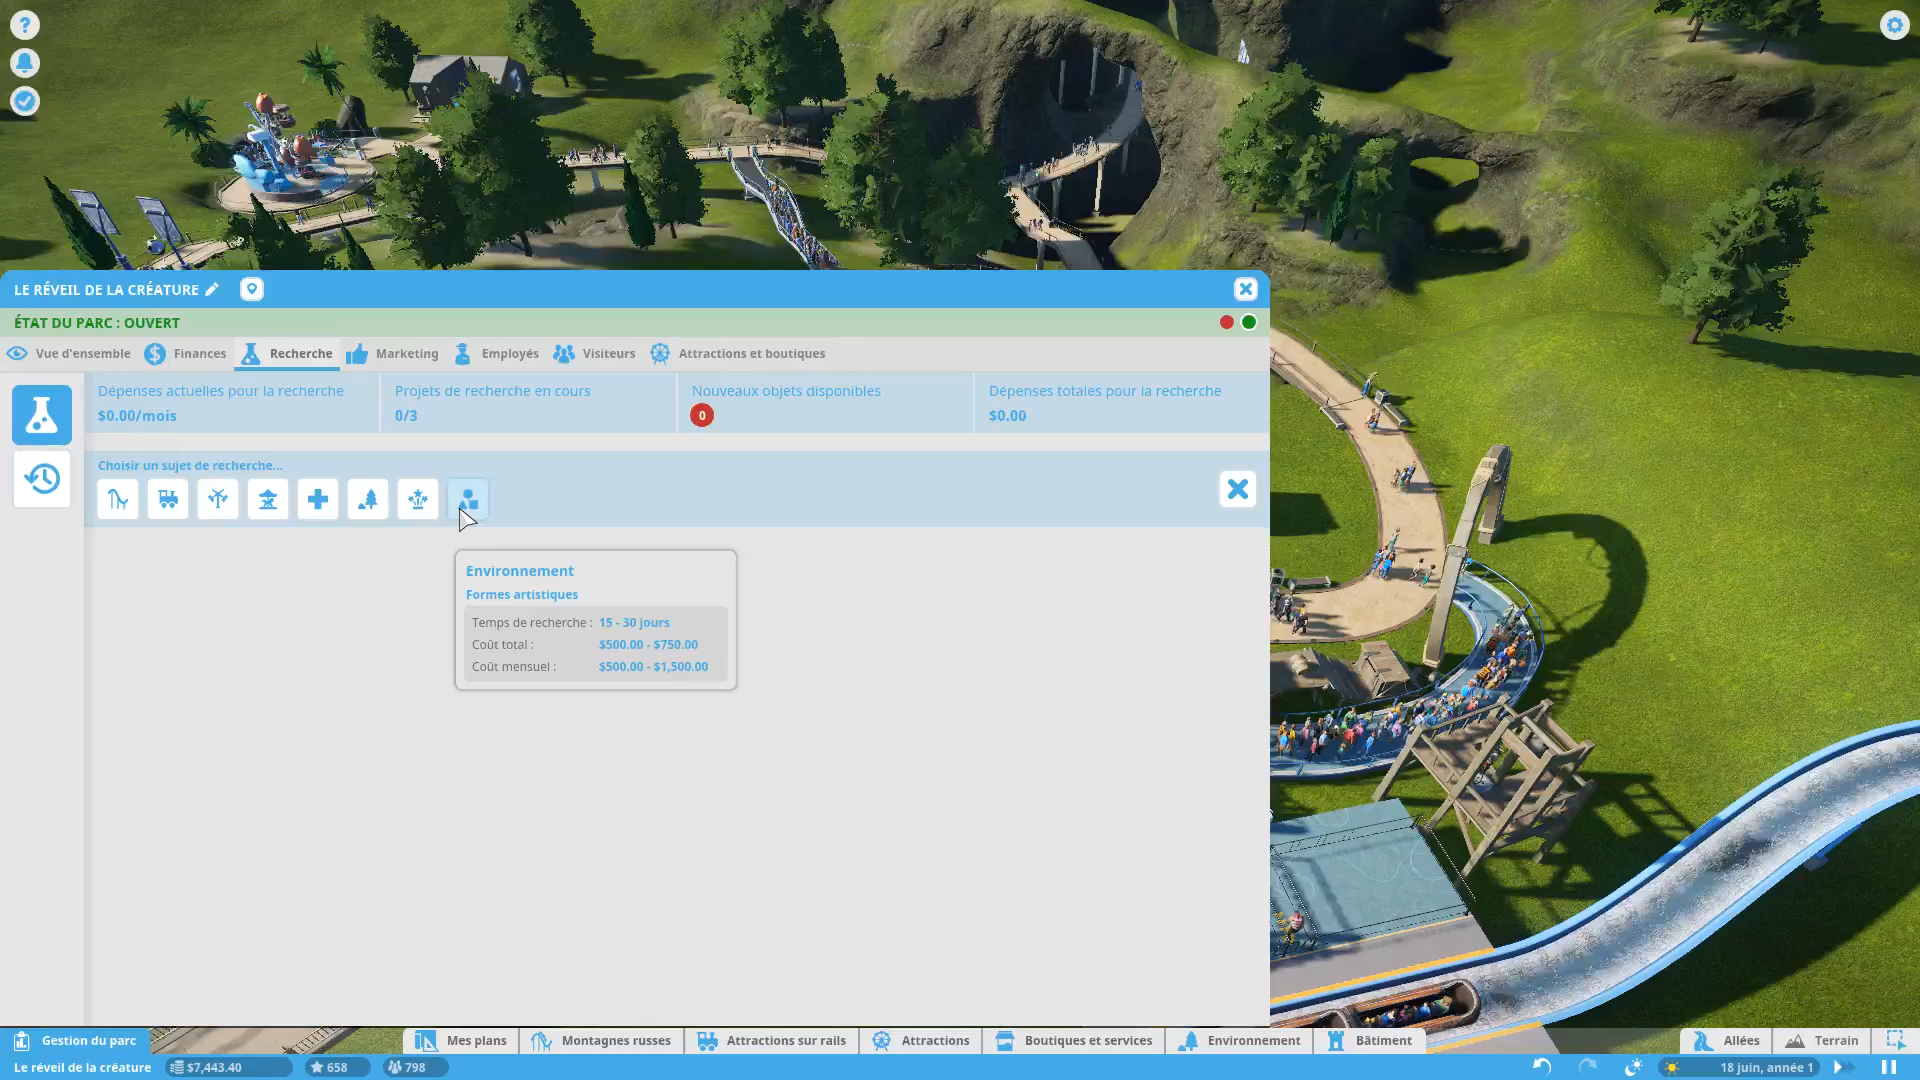 LE RÉVEIL DE LA CRÉATURE
ÉTAT DU PARC : OUVERT
Vue d'ensemble
Finances
Recherche
Marketing
Employés
Visiteurs
Attractions et boutiques
Dépenses actuelles pour la recherche
$0.00/mois
Projets de recherche en cours
0/3
Nouveaux objets disponibles
0
Dépenses totales pour la recherche
$0.00
Choisir un sujet de recherche...
Environnement
Formes artistiques
Temps de recherche : 15 - 30 jours
Coût total : $500.00 - $750.00
Coût mensuel : $500.00 - $1,500.00
Gestion du parc
Mes plans
Montagnes russes
Attractions sur rails
Attractions
Boutiques et services
Environnement
Bâtiment
Allées
Terrain
Le réveil de la créature
$7,443.40
658
798
18 juin, année 1